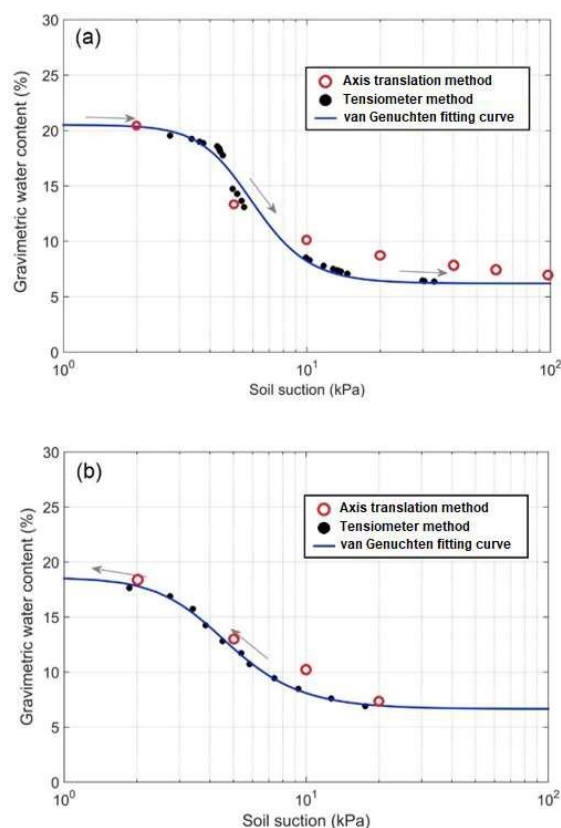 (a)
30
25
20
15
10
5
0
Gravimetric water content (%)
Axis translation method
Tensiometer method
van Genuchten fitting curve
10^0
10^1
10^2
Soil suction (kPa)
(b)
30
25
20
15
10
5
0
Gravimetric water content (%)
Axis translation method
Tensiometer method
van Genuchten fitting curve
10^0
10^1
10^2
Soil suction (kPa)